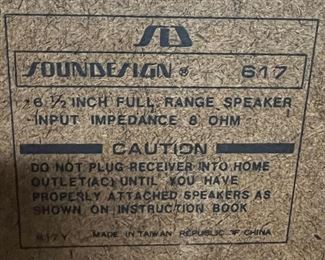 SD
SOUNDESIGN® 617
·6 1/2 INCH FULL RANGE SPEAKER
·INPUT IMPEDANCE 8 OHM
CAUTION
DO NOT PLUG RECEIVER INTO HOME
OUTLET(AC) UNTIL YOU HAVE
PROPERLY ATTACHED SPEAKERS AS
SHOWN ON INSTRUCTION BOOK
MADE IN TAIWAN REPUBLIC OF CHINA